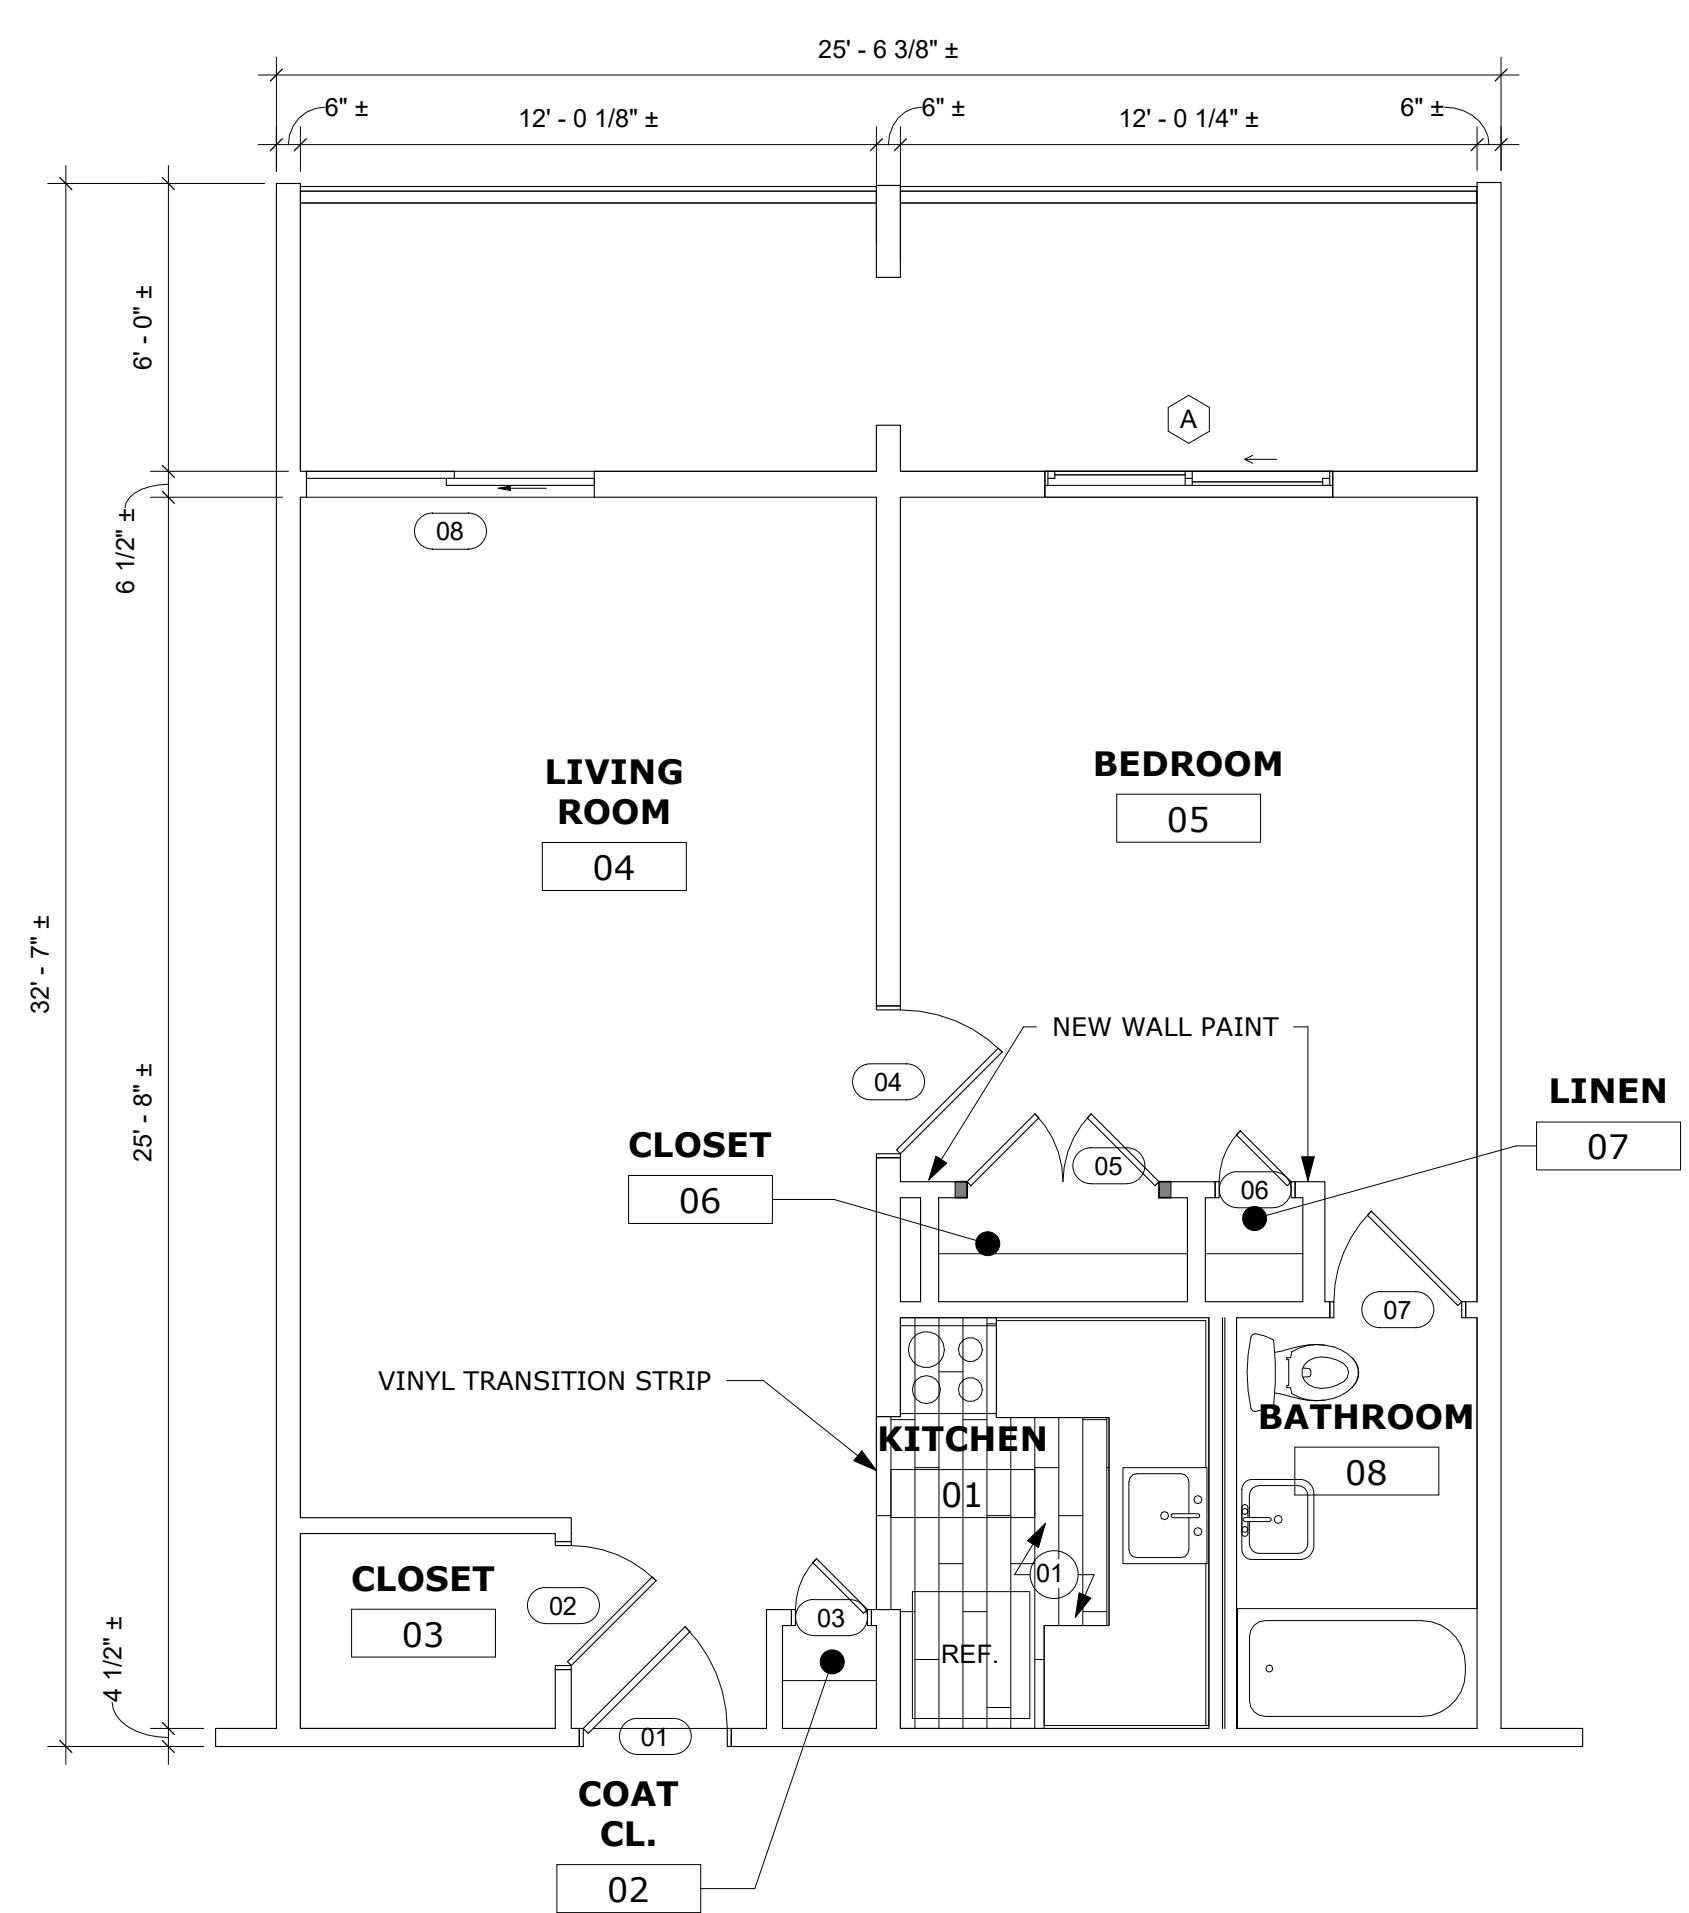 25' - 6 3/8" ±
6" ±
12' - 0 1/8" ±
6" ±
12' - 0 1/4" ±
6" ±
6' - 0" ±
A
6 1/2" ±
08
LIVING
ROOM
04
BEDROOM
05
32' - 7" ±
25' - 8" ±
NEW WALL PAINT
04
CLOSET
06
05
06
LINEN
07
07
VINYL TRANSITION STRIP
KITCHEN
01
BATHROOM
08
01
CLOSET
03
02
03
REF.
4 1/2" ±
01
COAT
CL.
02